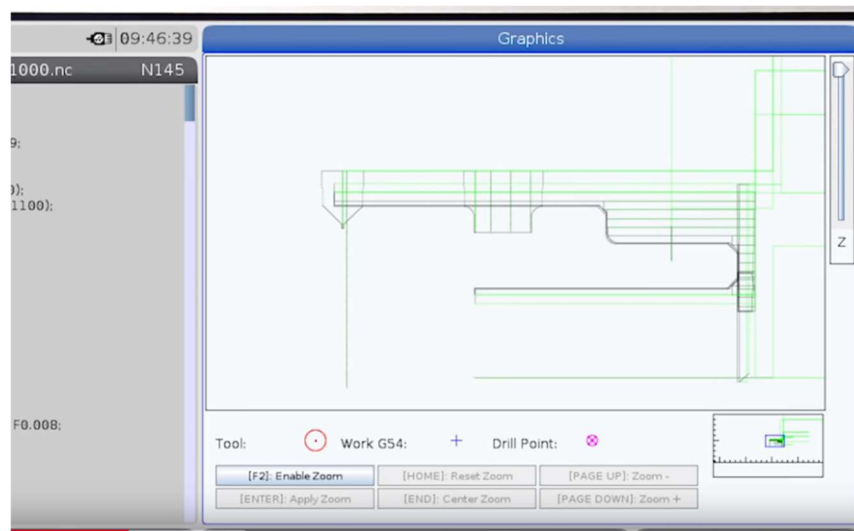 09:46:39
Graphics
1000.nc N145
9;
);
1100);
Z
F0.008;
Tool: Work G54: Drill Point:
[F2]: Enable Zoom [HOME]: Reset Zoom [PAGE UP]: Zoom -
[ENTER]: Apply Zoom [END]: Center Zoom [PAGE DOWN]: Zoom +